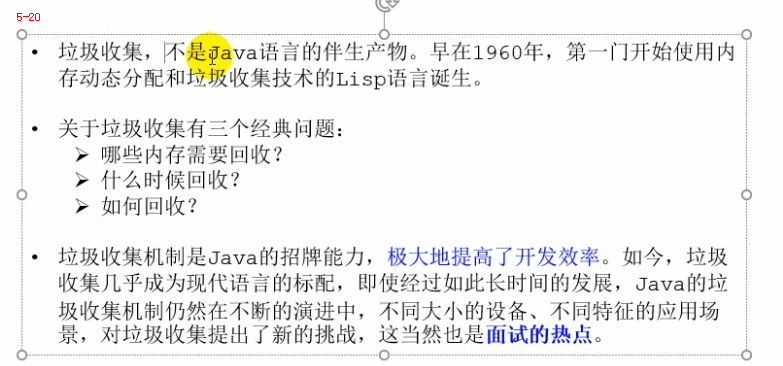 5-20
• 垃圾收集，不是Java语言的伴生产物。早在1960年，第一门开始使用内
存动态分配和垃圾收集技术的Lisp语言诞生。
• 关于垃圾收集有三个经典问题：
➢ 哪些内存需要回收？
➢ 什么时候回收？
➢ 如何回收？
• 垃圾收集机制是Java的招牌能力，极大地提高了开发效率。如今，垃圾
收集几乎成为现代语言的标配，即使经过如此长时间的发展，Java的垃
圾收集机制仍然在不断的演进中，不同大小的设备、不同特征的应用场
景，对垃圾收集提出了新的挑战，这当然也是面试的热点。